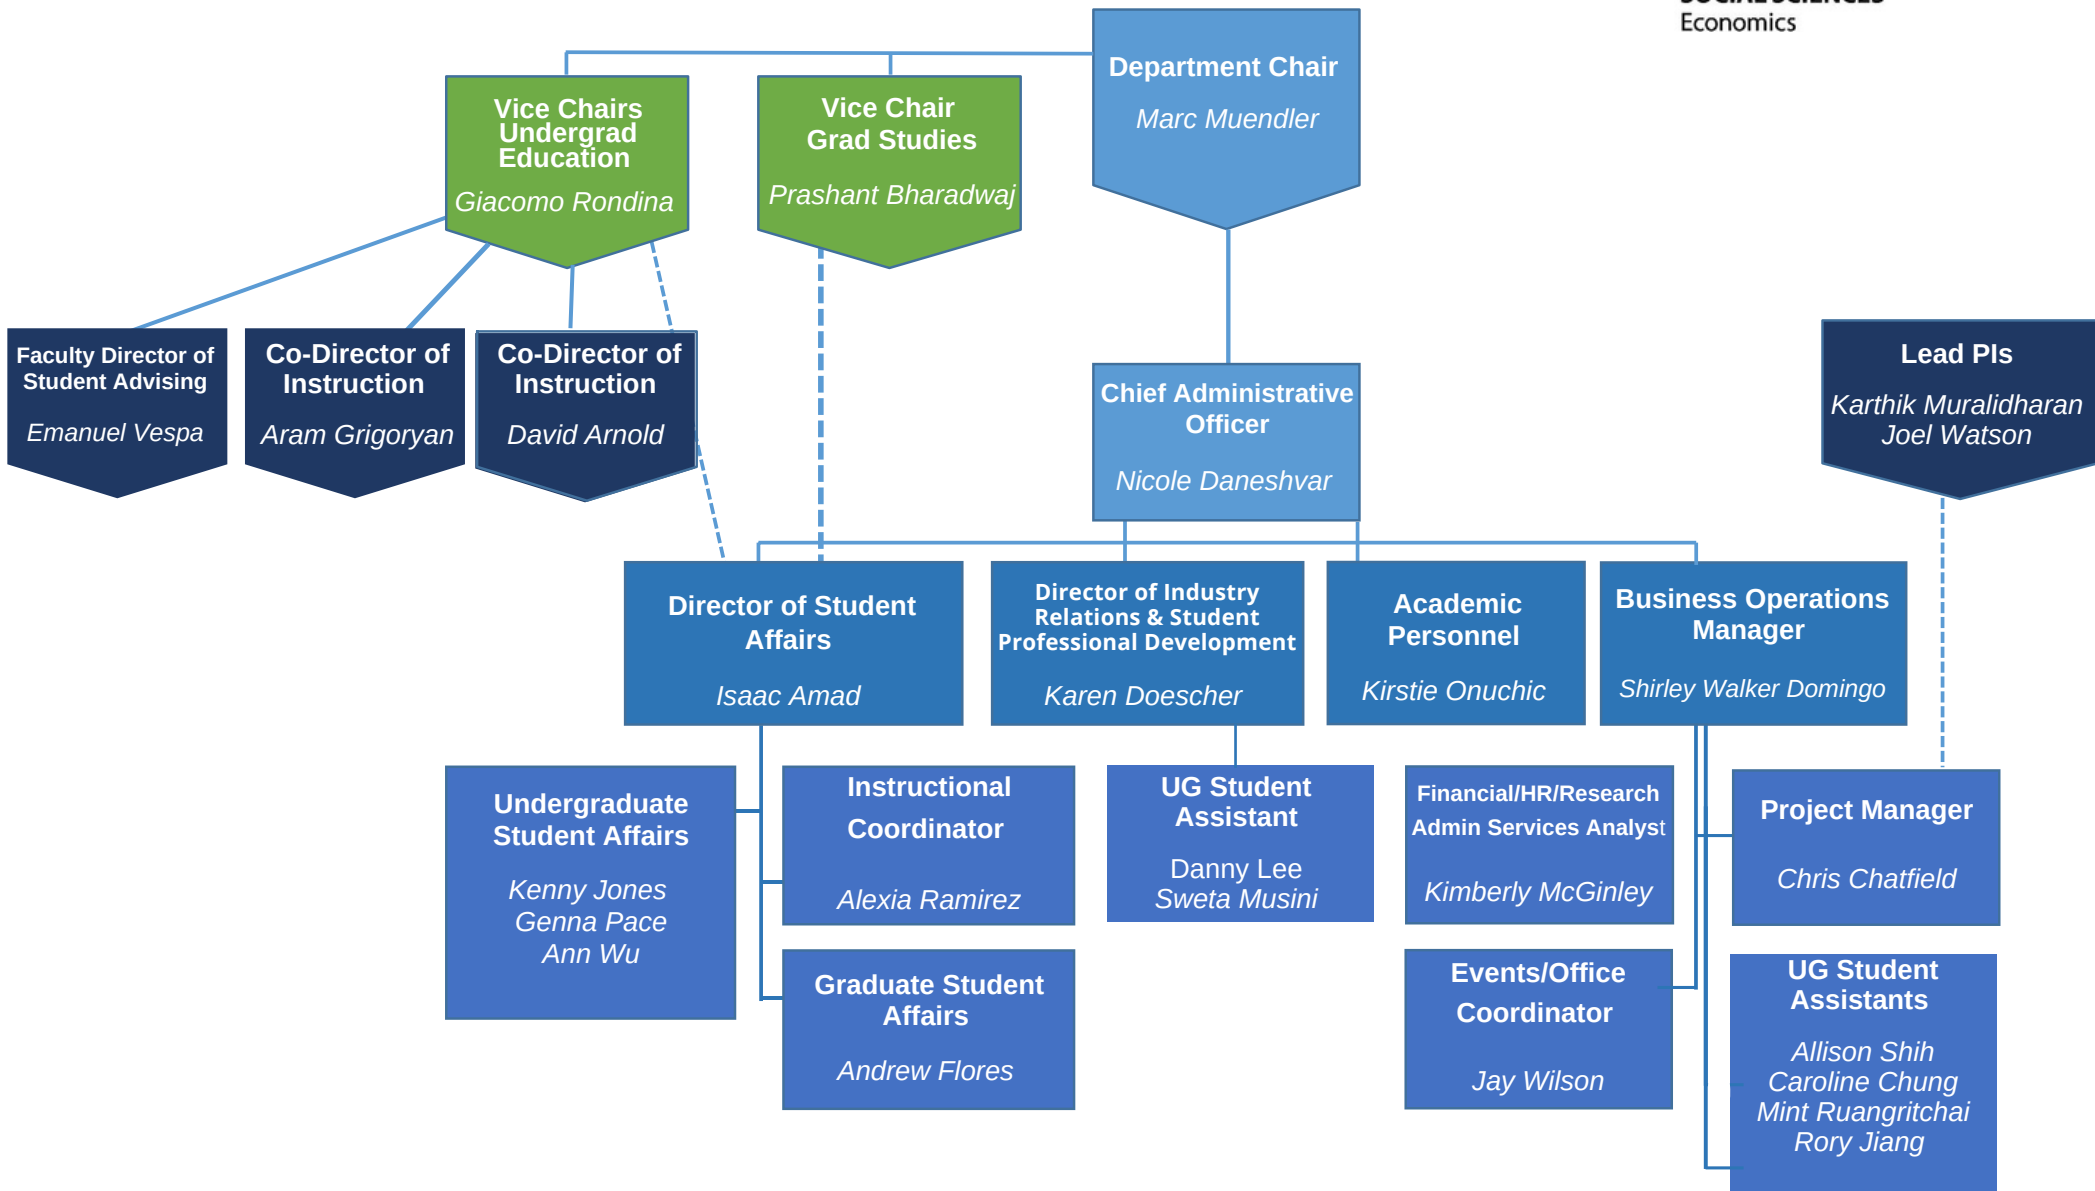 SOCIAL SCIENCES
Economics
Department Chair
Marc Muendler
Vice Chairs
Undergrad
Education
Giacomo Rondina
Vice Chair
Grad Studies
Prashant Bharadwaj
Faculty Director of
Student Advising
Emanuel Vespa
Co-Director of
Instruction
Aram Grigoryan
Co-Director of
Instruction
David Arnold
Chief Administrative
Officer
Nicole Daneshvar
Lead PIs
Karthik Muralidharan
Joel Watson
Director of Student
Affairs
Isaac Amad
Director of Industry
Relations & Student
Professional Development
Karen Doescher
Academic
Personnel
Kirstie Onuchic
Business Operations
Manager
Shirley Walker Domingo
Undergraduate
Student Affairs
Kenny Jones
Genna Pace
Ann Wu
Instructional
Coordinator
Alexia Ramirez
UG Student
Assistant
Danny Lee
Sweta Musini
Financial/HR/Research
Admin Services Analyst
Kimberly McGinley
Project Manager
Chris Chatfield
Graduate Student
Affairs
Andrew Flores
Events/Office
Coordinator
Jay Wilson
UG Student
Assistants
Allison Shih
Caroline Chung
Mint Ruangritchai
Rory Jiang